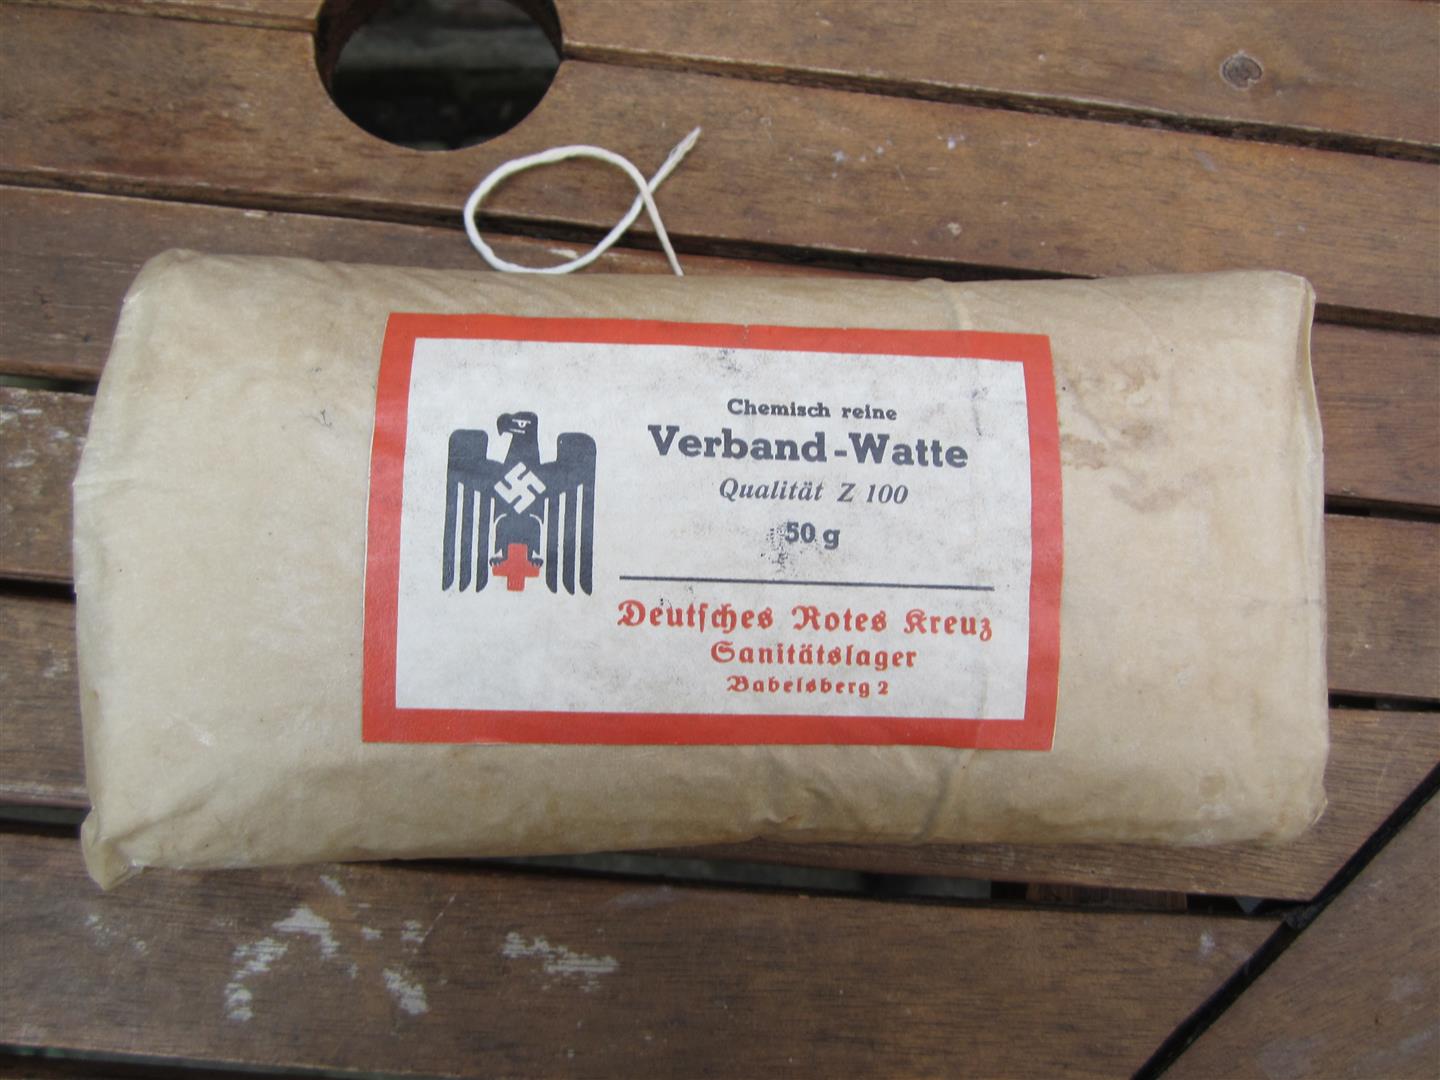 Chemisch reine
Verband-Watte
Qualität Z 100
50 g
Deutſches Rotes Kreuz
Sanitätslager
Babelsberg 2